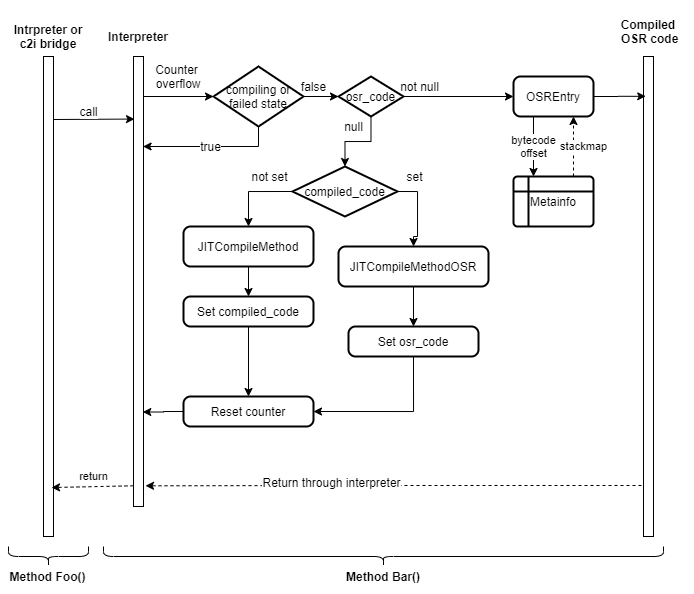 Intrpreter or
c2i bridge
Interpreter
Compiled
OSR code
Counter
overflow
compiling or
failed state
false
osr_code
not null
OSREntry
call
true
null
bytecode
offset
stackmap
not set
compiled_code
set
Metainfo
JITCompileMethod
JITCompileMethodOSR
Set compiled_code
Set osr_code
Reset counter
return
Return through interpreter
Method Foo()
Method Bar()